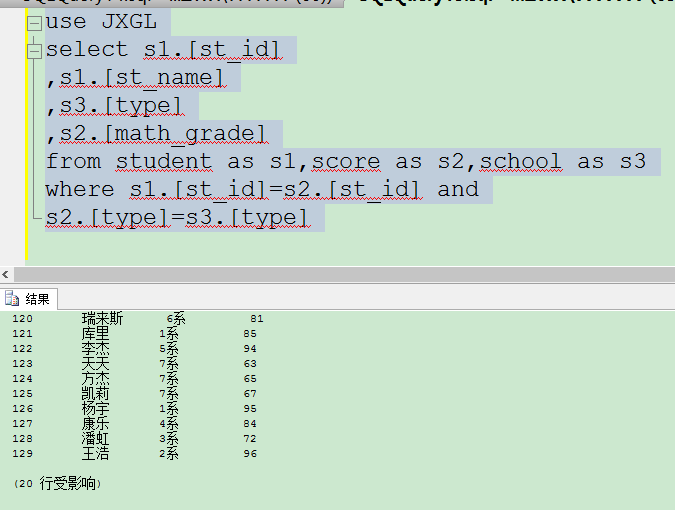 use JXGL
select s1.[st_id]
,s1.[st_name]
,s3.[type]
,s2.[math_grade]
from student as s1,score as s2,school as s3
where s1.[st_id]=s2.[st_id] and
s2.[type]=s3.[type]
结果
120 瑞来斯 6系 81
121 库里 1系 85
122 李杰 5系 94
123 天天 7系 63
124 方杰 7系 65
125 凯莉 7系 67
126 杨宇 1系 95
127 康乐 4系 84
128 潘虹 3系 72
129 王浩 2系 96
(20 行受影响)